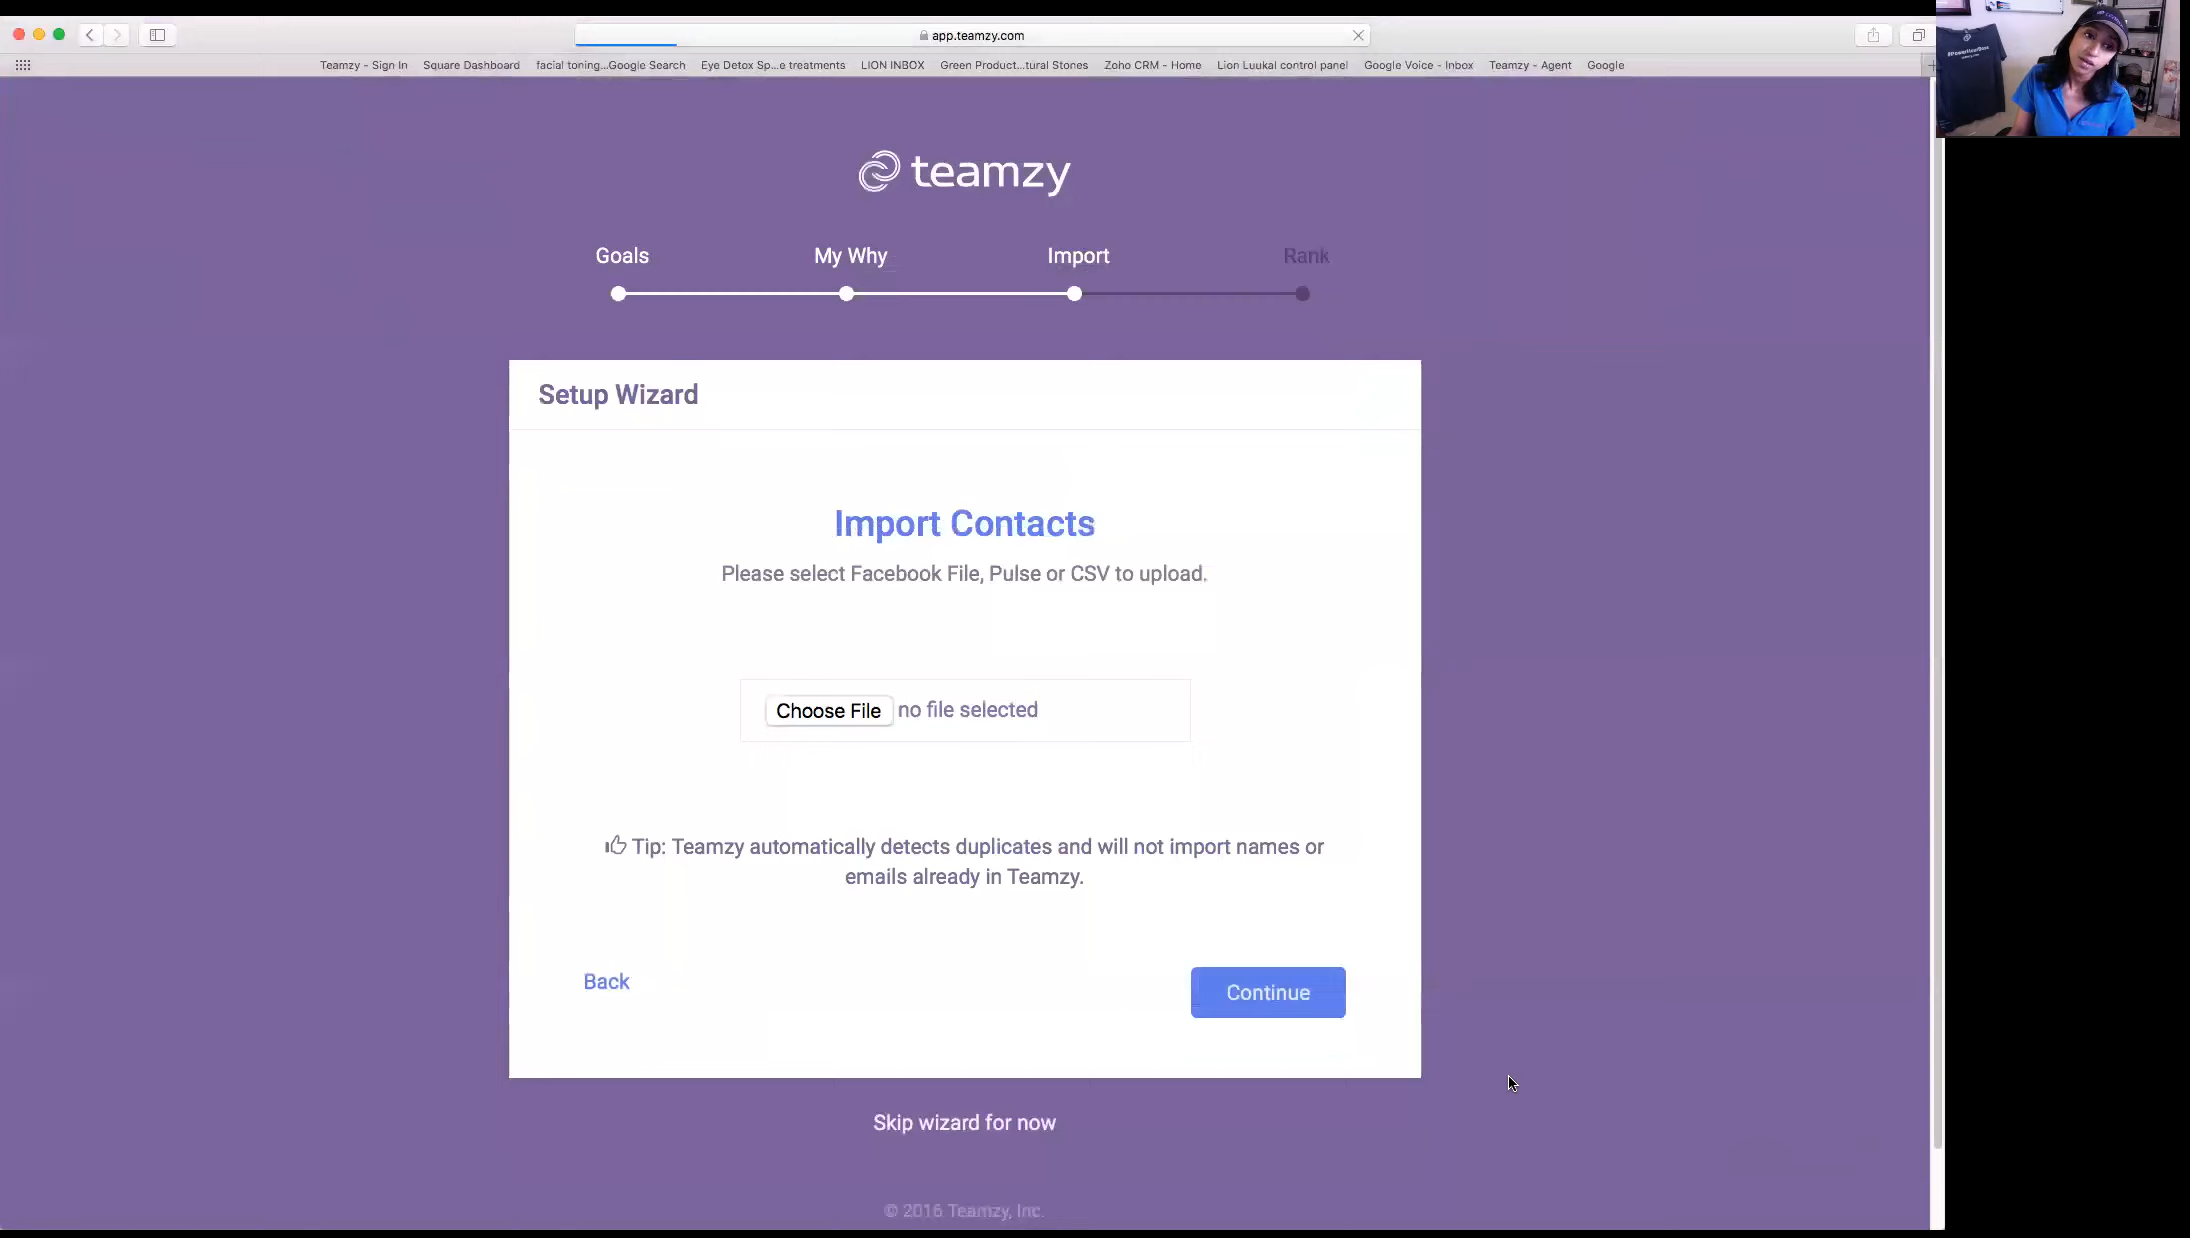 app.teamzy.com
Teamzy - Sign In Square Dashboard facial toning...Google Search Eye Detox Sp...e treatments LION INBOX Green Product...tural Stones Zoho CRM - Home Lion Luukal control panel Google Voice - Inbox Teamzy - Agent Google
teamzy
Goals My Why Import Rank
Setup Wizard
Import Contacts
Please select Facebook File, Pulse or CSV to upload.
Choose File no file selected
Tip: Teamzy automatically detects duplicates and will not import names or
emails already in Teamzy.
Back Continue
Skip wizard for now
© 2016 Teamzy, Inc.